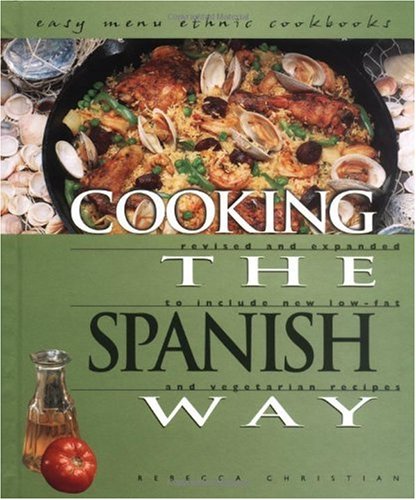 easy menu ethnic cookbooks
COOKING
revised and expanded
THE
to include new low-fat
SPANISH
and vegetarian recipes
WAY
REBECCA CHRISTIAN